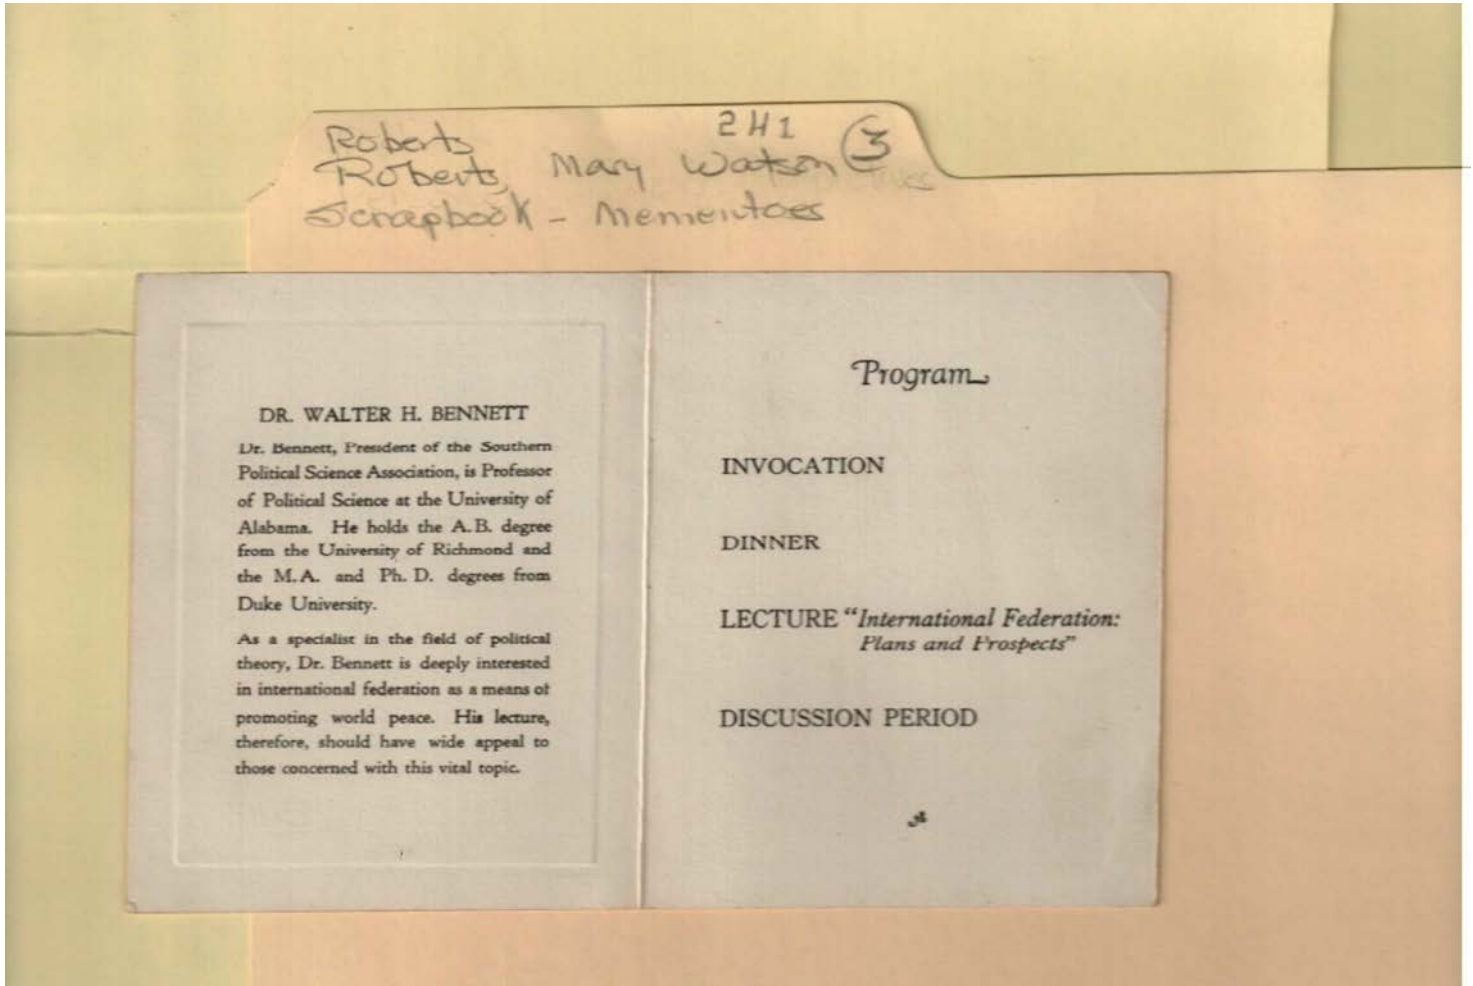 2H1
Roberts
3
Roberts, Mary Watson
Scrapbook - Mementoes
DR. WALTER H. BENNETT
Dr. Bennett, President of the Southern
Political Science Association, is Professor
of Political Science at the University of
Alabama. He holds the A.B. degree
from the University of Richmond and
the M.A. and Ph. D. degrees from
Duke University.
As a specialist in the field of political
theory, Dr. Bennett is deeply interested
in international federation as a means of
promoting world peace. His lecture,
therefore, should have wide appeal to
those concerned with this vital topic.
Program
INVOCATION
DINNER
LECTURE "International Federation:
Plans and Prospects"
DISCUSSION PERIOD